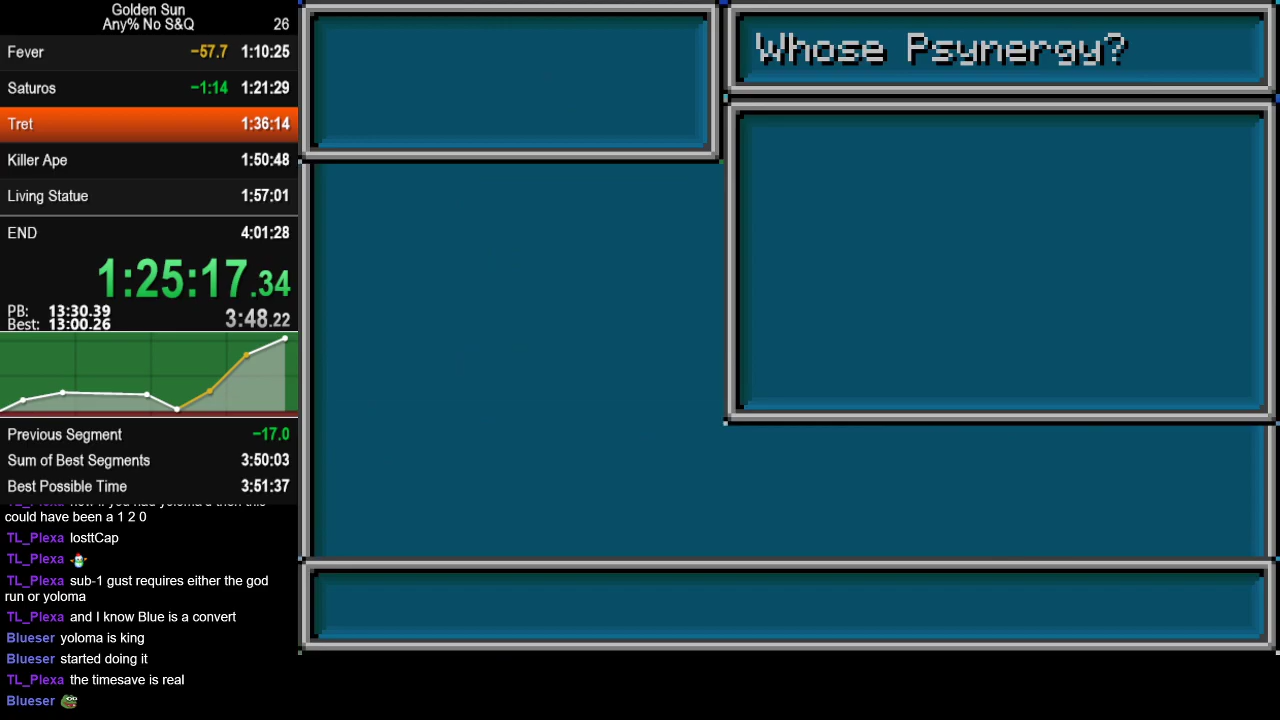 Golden Sun
Any% No S&Q 26
Fever −57.7 1:10:25
Saturos −1:14 1:21:29
Tret 1:36:14
Killer Ape 1:50:48
Living Statue 1:57:01
END 4:01:28
1:25:17.34
PB: 13:30.39
Best: 13:00.26
3:48.22
Previous Segment −17.0
Sum of Best Segments 3:50:03
Best Possible Time 3:51:37
could have been a 1 2 0
TL_Plexa losttCap
TL_Plexa
TL_Plexa sub-1 gust requires either the god
run or yoloma
TL_Plexa and I know Blue is a convert
Blueser yoloma is king
Blueser started doing it
TL_Plexa the timesave is real
Blueser
Whose Psynergy?